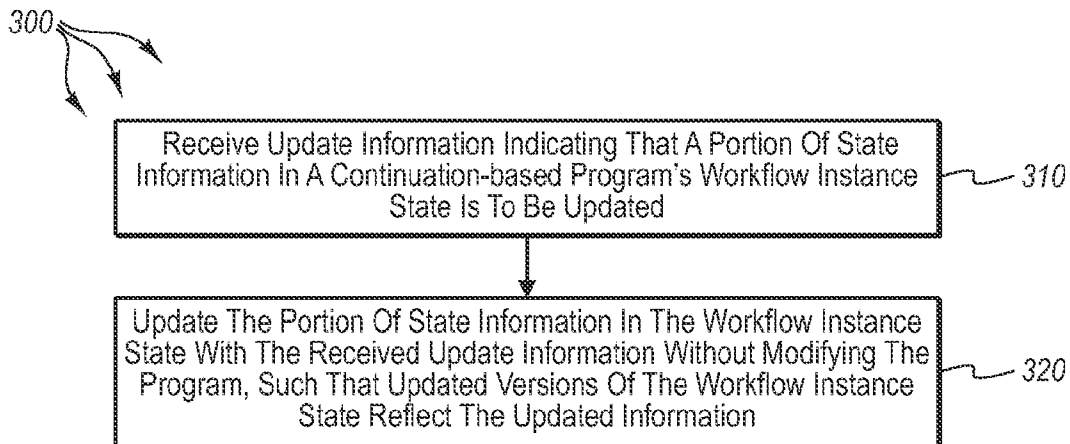 300
Receive Update Information Indicating That A Portion Of State
Information In A Continuation-based Program's Workflow Instance
State Is To Be Updated
310
Update The Portion Of State Information In The Workflow Instance
State With The Received Update Information Without Modifying The
Program, Such That Updated Versions Of The Workflow Instance
State Reflect The Updated Information
320